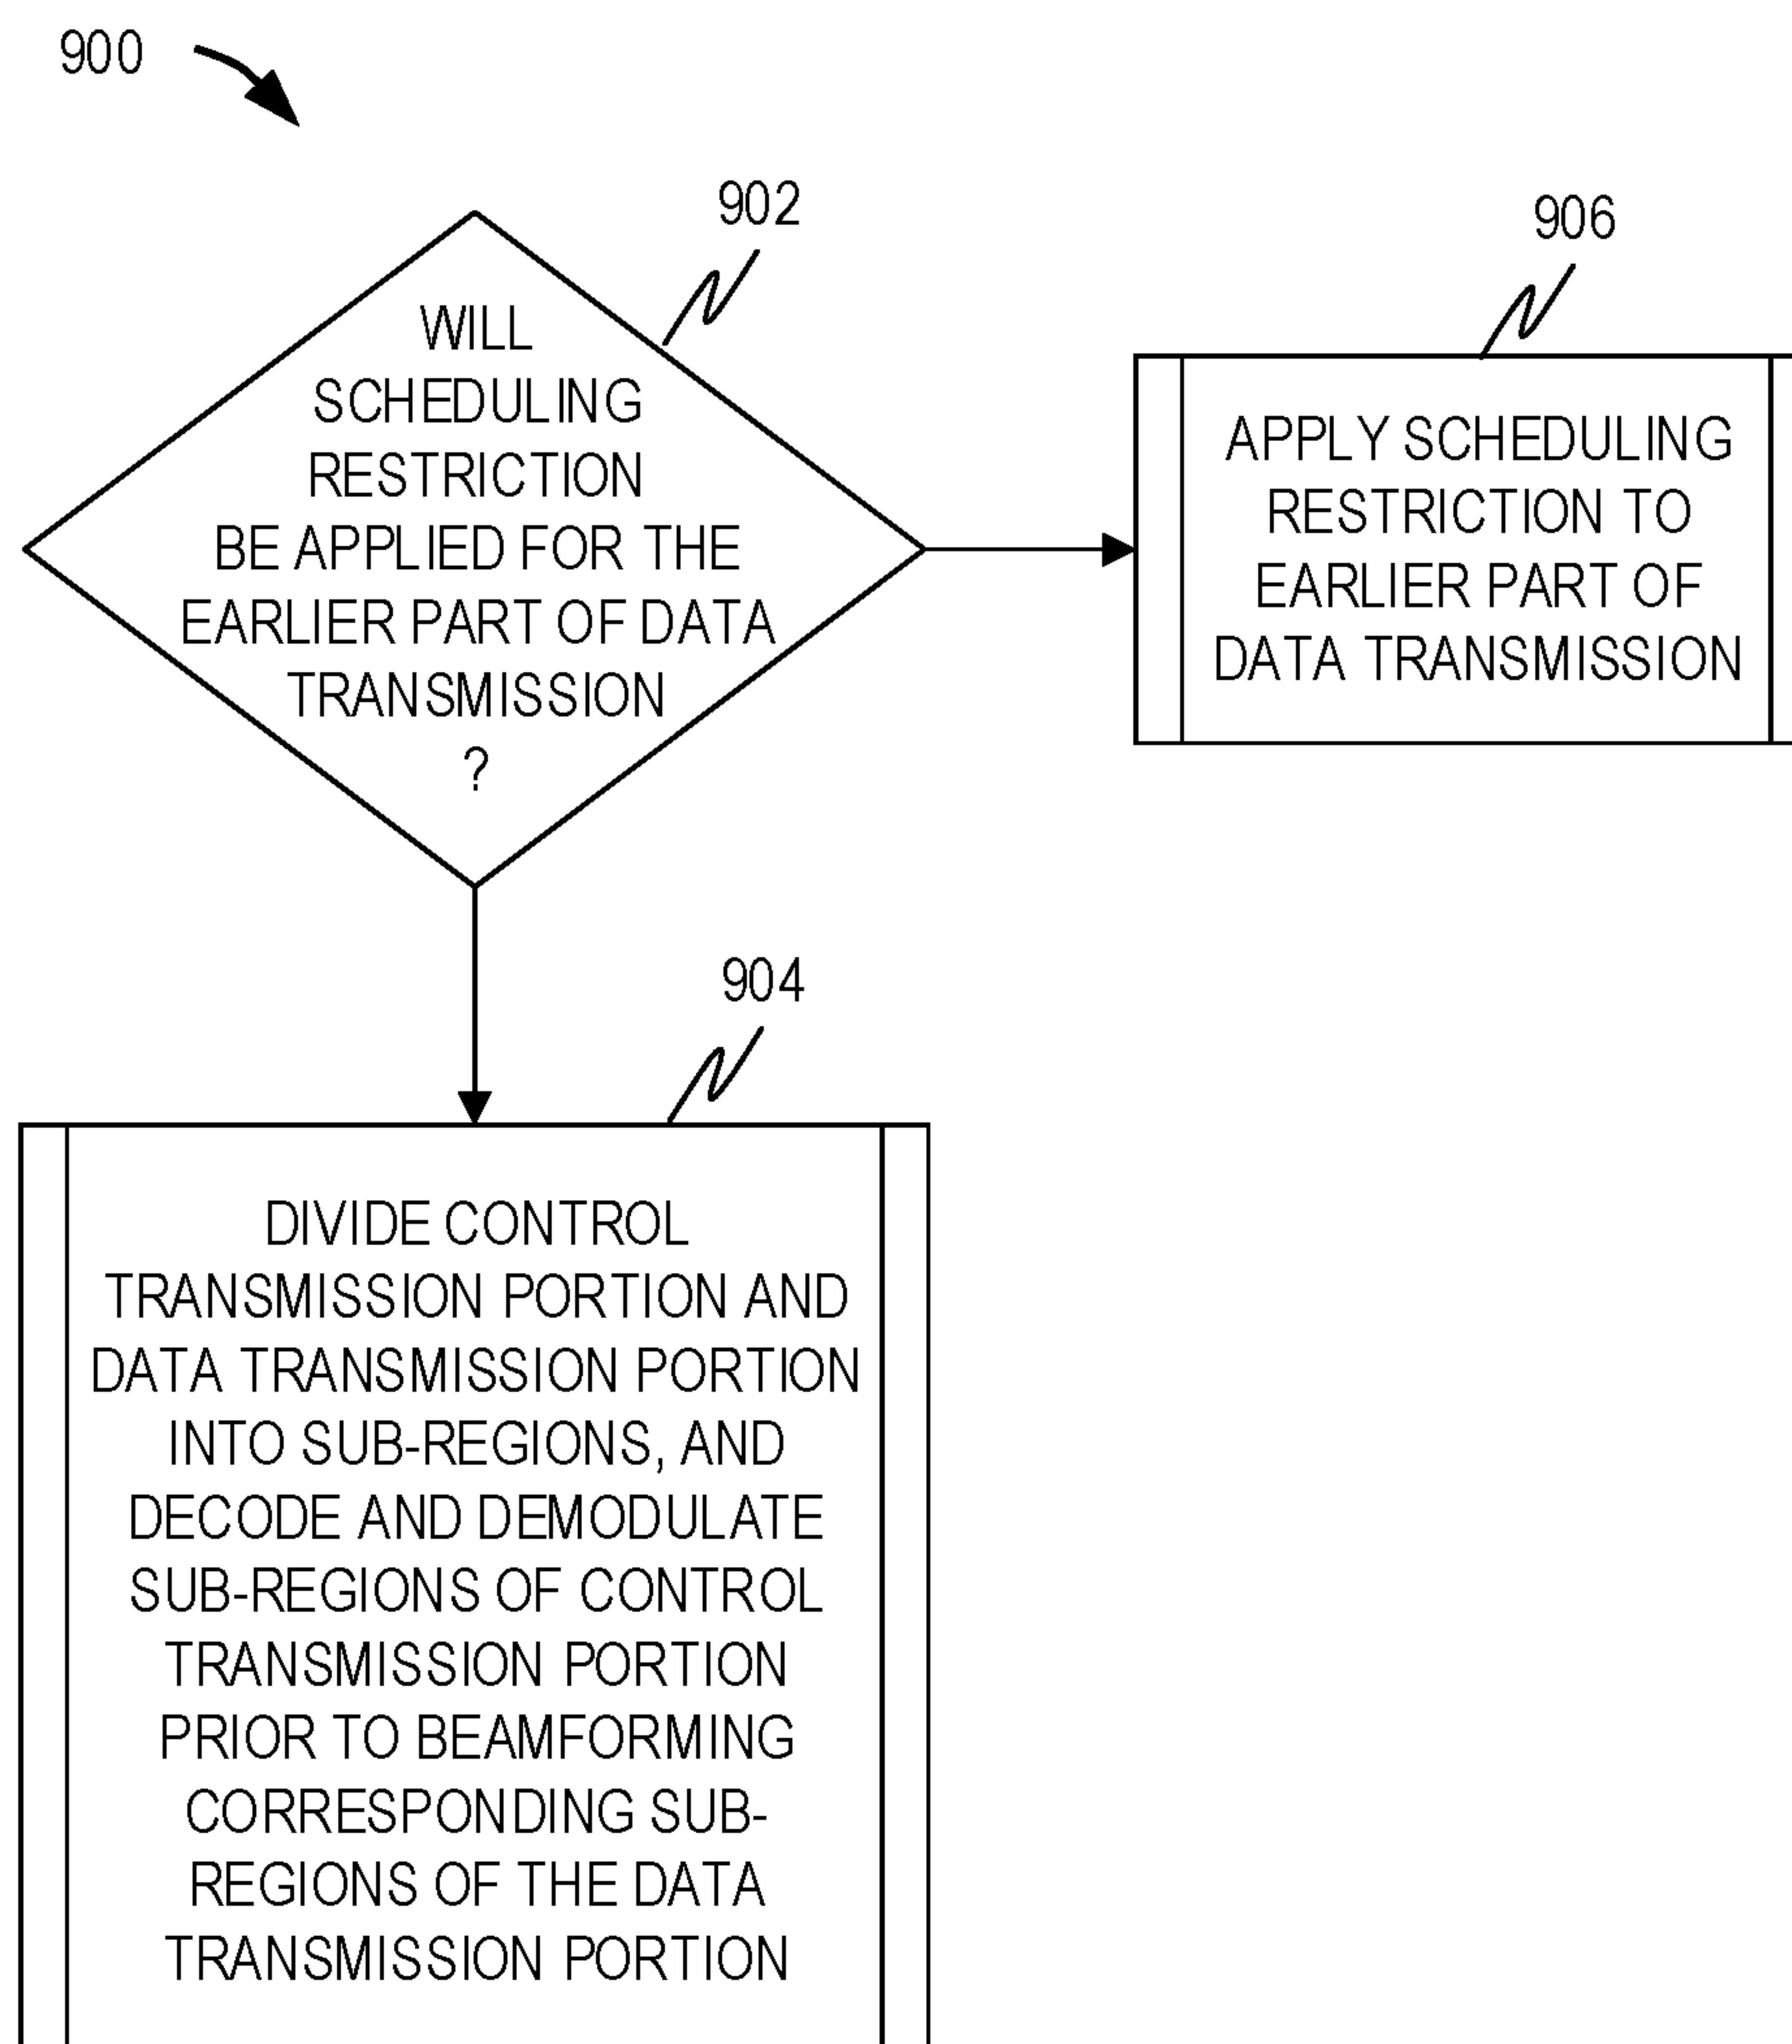 900
902
WILL
SCHEDULING
RESTRICTION
BE APPLIED FOR THE
EARLIER PART OF DATA
TRANSMISSION
?
906
APPLY SCHEDULING
RESTRICTION TO
EARLIER PART OF
DATA TRANSMISSION
904
DIVIDE CONTROL
TRANSMISSION PORTION AND
DATA TRANSMISSION PORTION
INTO SUB-REGIONS, AND
DECODE AND DEMODULATE
SUB-REGIONS OF CONTROL
TRANSMISSION PORTION
PRIOR TO BEAMFORMING
CORRESPONDING SUB-
REGIONS OF THE DATA
TRANSMISSION PORTION